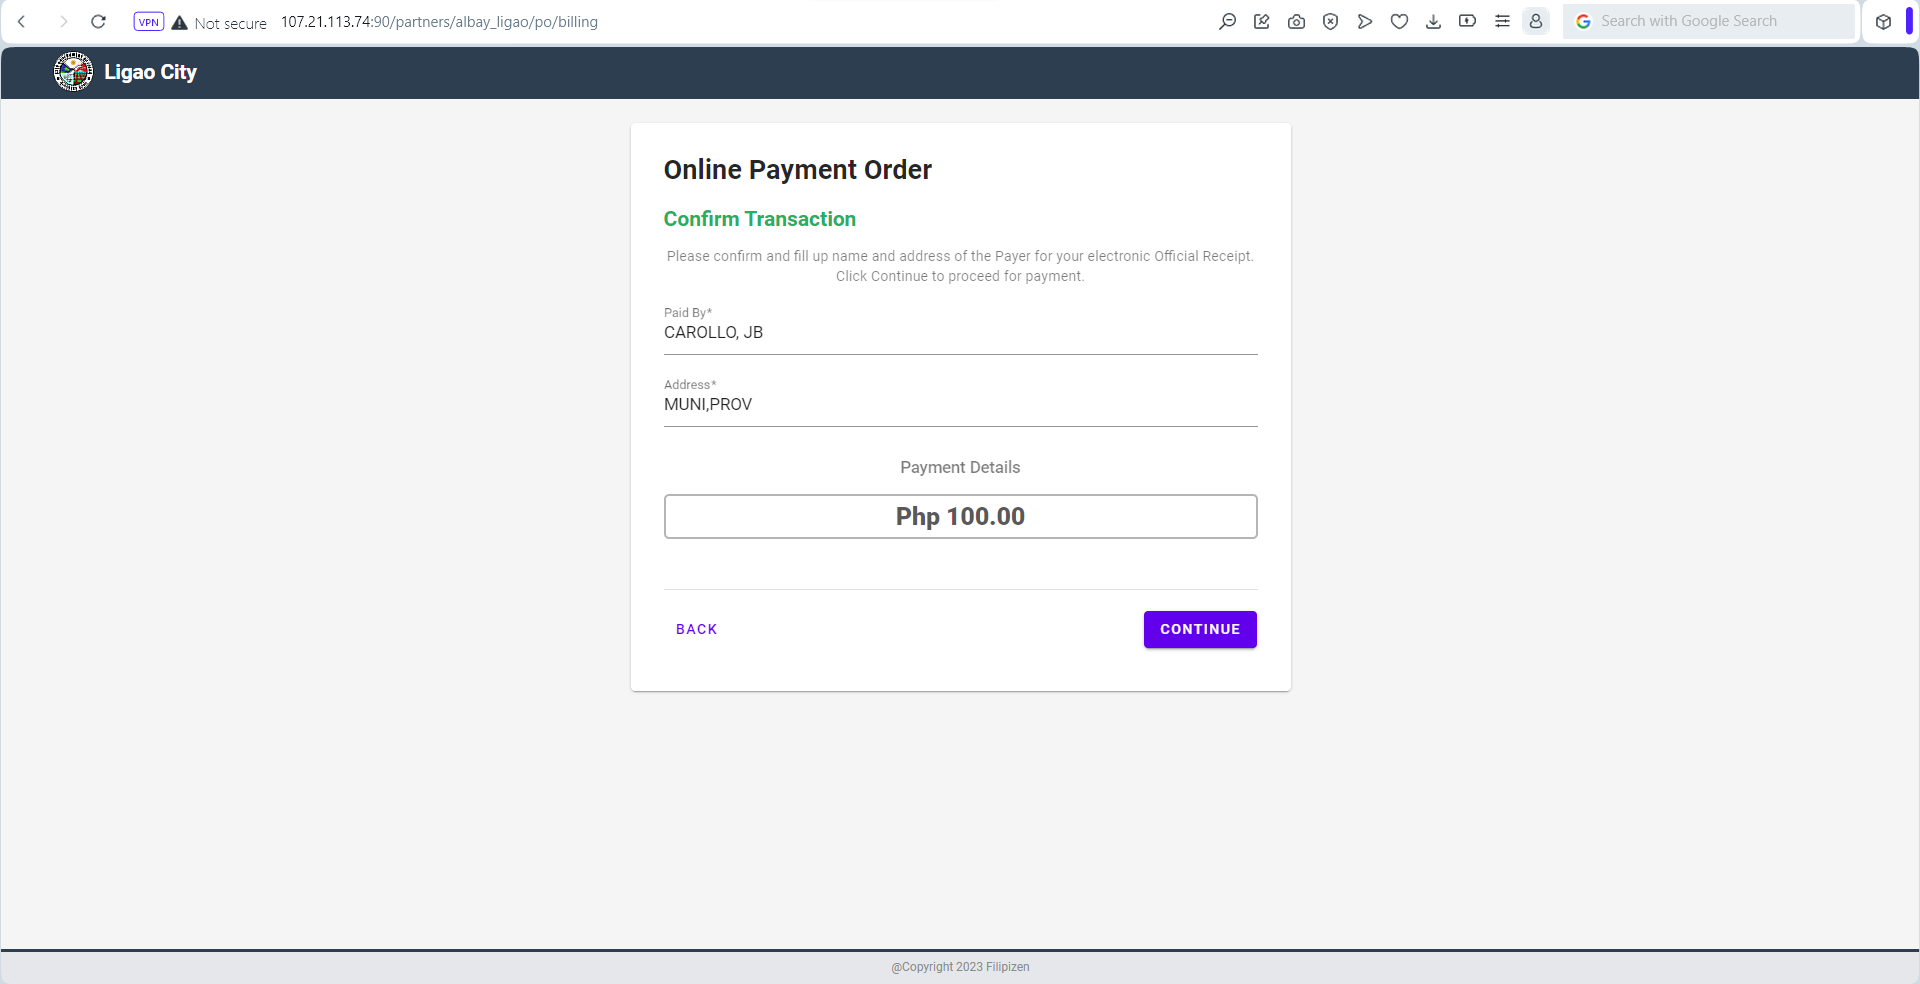 VPN Not secure 107.21.113.74:90/partners/albay_ligao/po/billing Search with Google Search
Ligao City
Online Payment Order
Confirm Transaction
Please confirm and fill up name and address of the Payer for your electronic Official Receipt.
Click Continue to proceed for payment.
Paid By*
CAROLLO, JB
Address*
MUNI,PROV
Payment Details
Php 100.00
BACK CONTINUE
@Copyright 2023 Filipizen